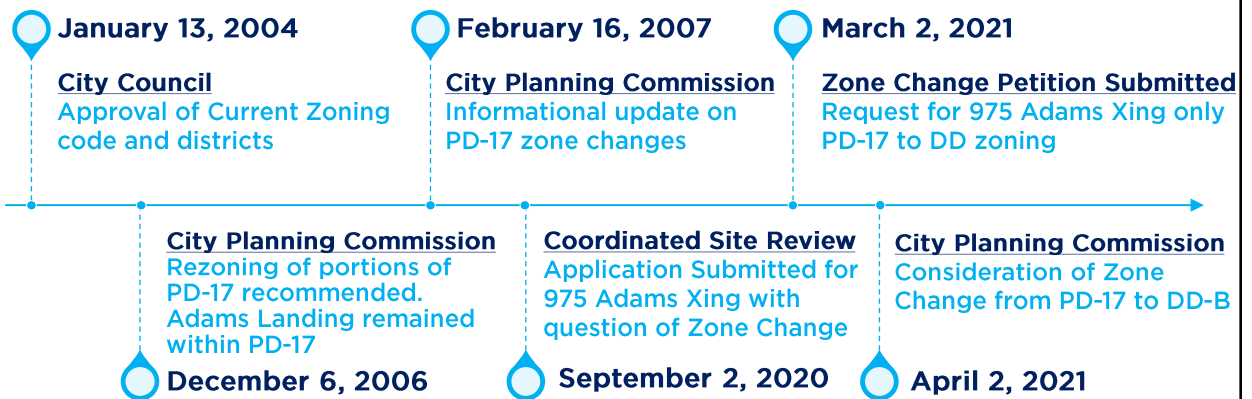 January 13, 2004
City Council
Approval of Current Zoning
code and districts
February 16, 2007
City Planning Commission
Informational update on
PD-17 zone changes
March 2, 2021
Zone Change Petition Submitted
Request for 975 Adams Xing only
PD-17 to DD zoning
City Planning Commission
Rezoning of portions of
PD-17 recommended.
Adams Landing remained
within PD-17
December 6, 2006
Coordinated Site Review
Application Submitted for
975 Adams Xing with
question of Zone Change
September 2, 2020
City Planning Commission
Consideration of Zone
Change from PD-17 to DD-B
April 2, 2021